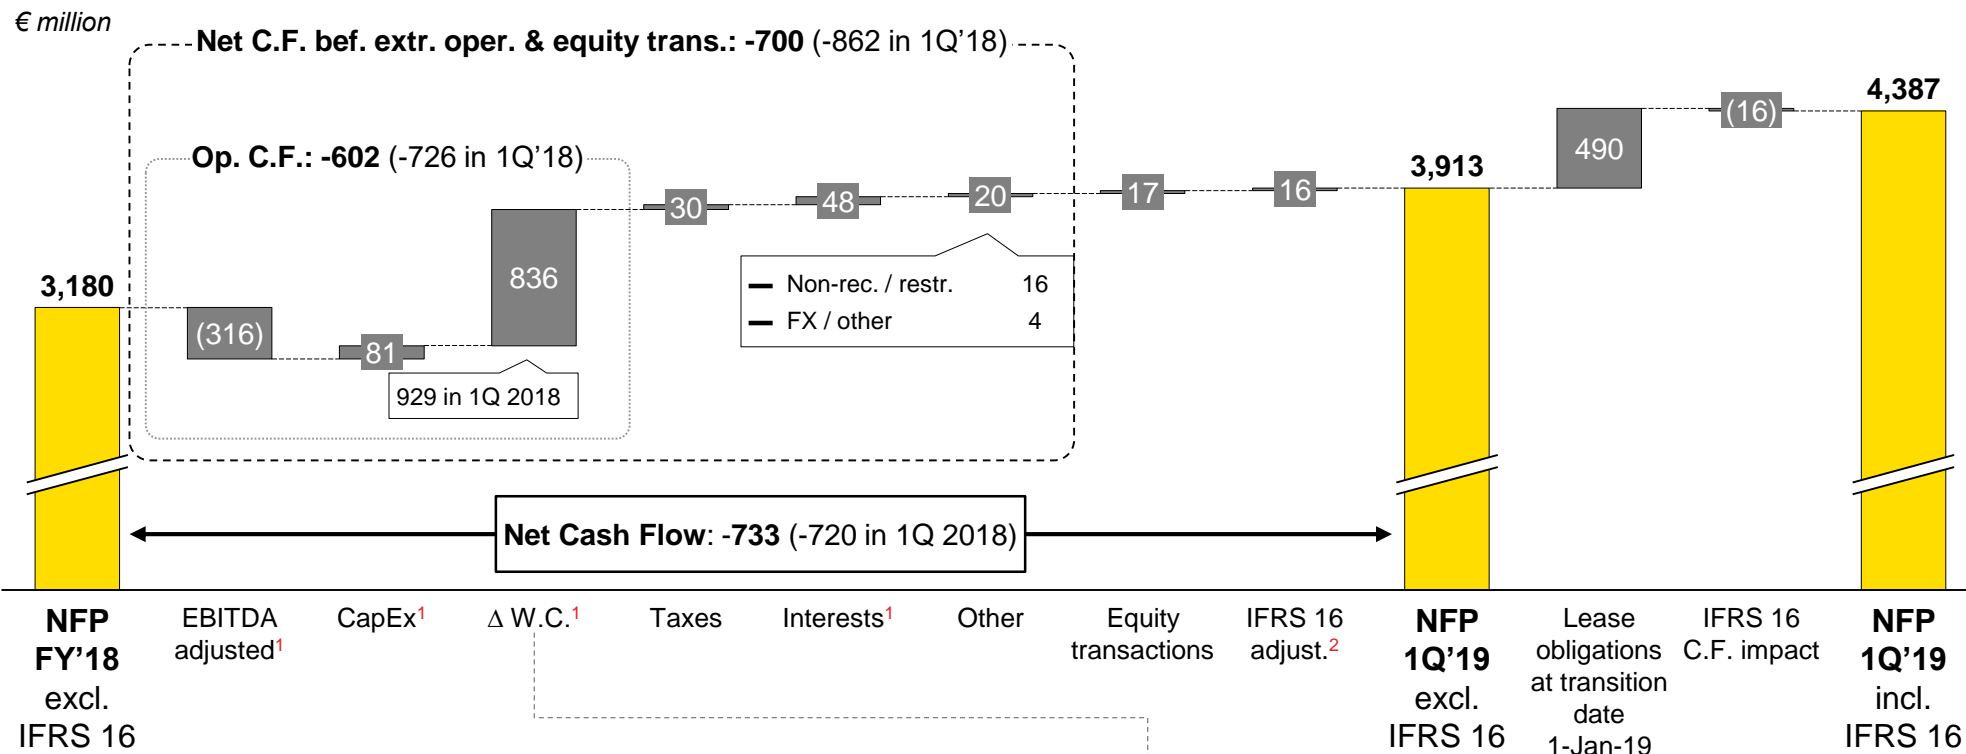 € million
Net C.F. bef. extr. oper. & equity trans.: -700 (-862 in 1Q’18)
Op. C.F.: -602 (-726 in 1Q’18)
3,180
(316)
81
836
929 in 1Q 2018
30
48
20
Non-rec. / restr. 16
FX / other 4
17
16
3,913
490
(16)
4,387
Net Cash Flow: -733 (-720 in 1Q 2018)
NFP
FY’18
excl.
IFRS 16
EBITDA
adjusted1
CapEx1
Δ W.C.1
Taxes
Interests1
Other
Equity
transactions
IFRS 16
adjust.2
NFP
1Q’19
excl.
IFRS 16
Lease
obligations
at transition
date
1-Jan-19
IFRS 16
C.F. impact
NFP
1Q’19
incl.
IFRS 16